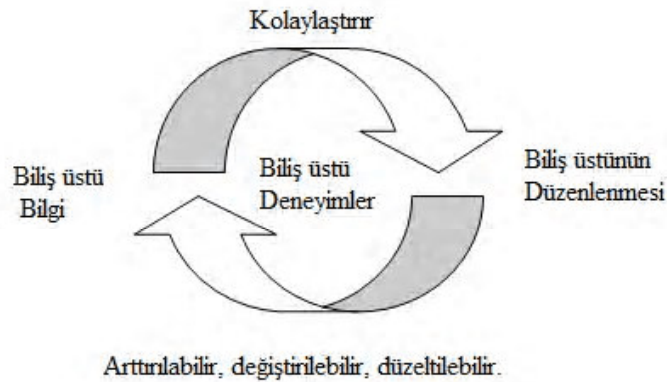 Kolaylaştırır
Biliş üstü
Bilgi
Biliş üstü
Deneyimler
Biliş üstünün
Düzenlenmesi
Arttırılabilir, değiştirilebilir, düzeltilebilir.